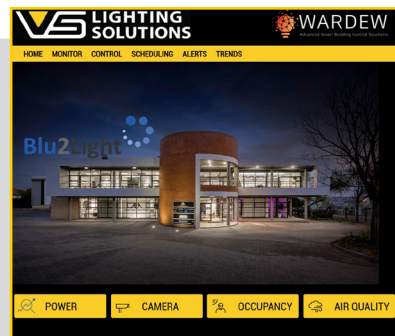 VS LIGHTING SOLUTIONS
WARDEW
Advanced Smart Building Control Solutions
HOME MONITOR CONTROL SCHEDULING ALERTS TRENDS
Blu2Light
POWER CAMERA OCCUPANCY AIR QUALITY